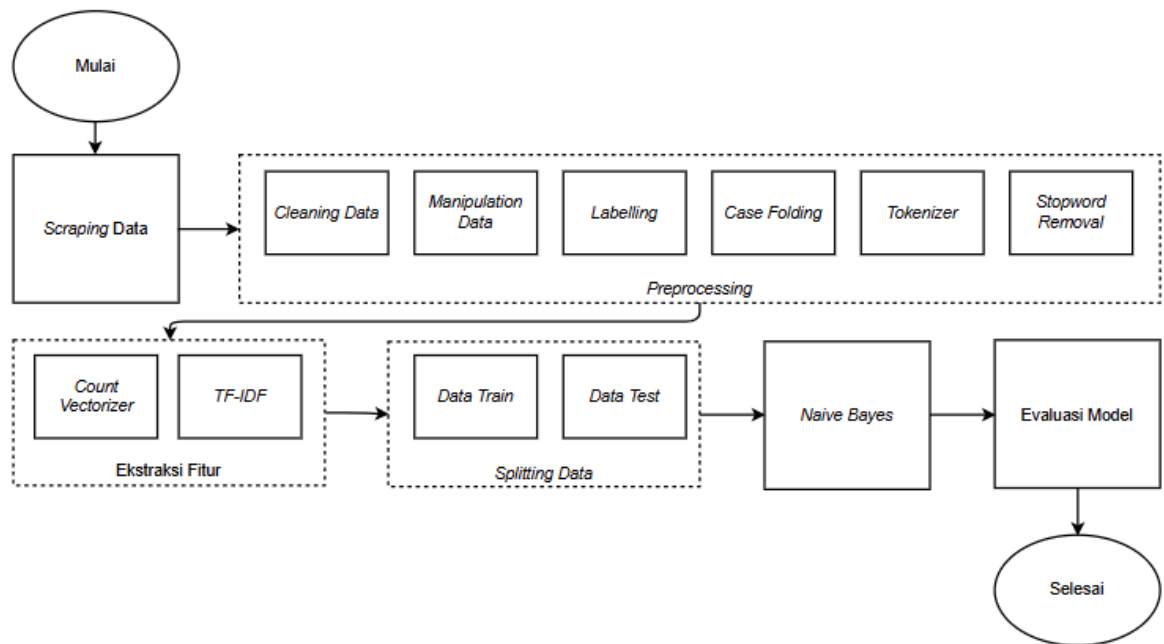 Mulai
Scraping Data
Cleaning Data
Manipulation
Data
Labelling
Case Folding
Tokenizer
Stopword
Removal
Preprocessing
Count
Vectorizer
TF-IDF
Ekstraksi Fitur
Data Train
Data Test
Splitting Data
Naive Bayes
Evaluasi Model
Selesai